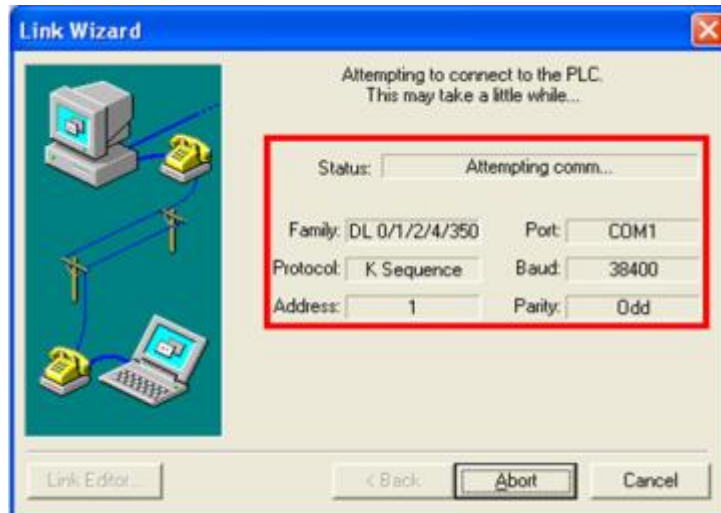 Link Wizard
Attempting to connect to the PLC.
This may take a little while...
Status: Attempting comm...
Family: DL 0/1/2/4/350 Port: COM1
Protocol: K Sequence Baud: 38400
Address: 1 Parity: Odd
Link Editor... < Back Abort Cancel